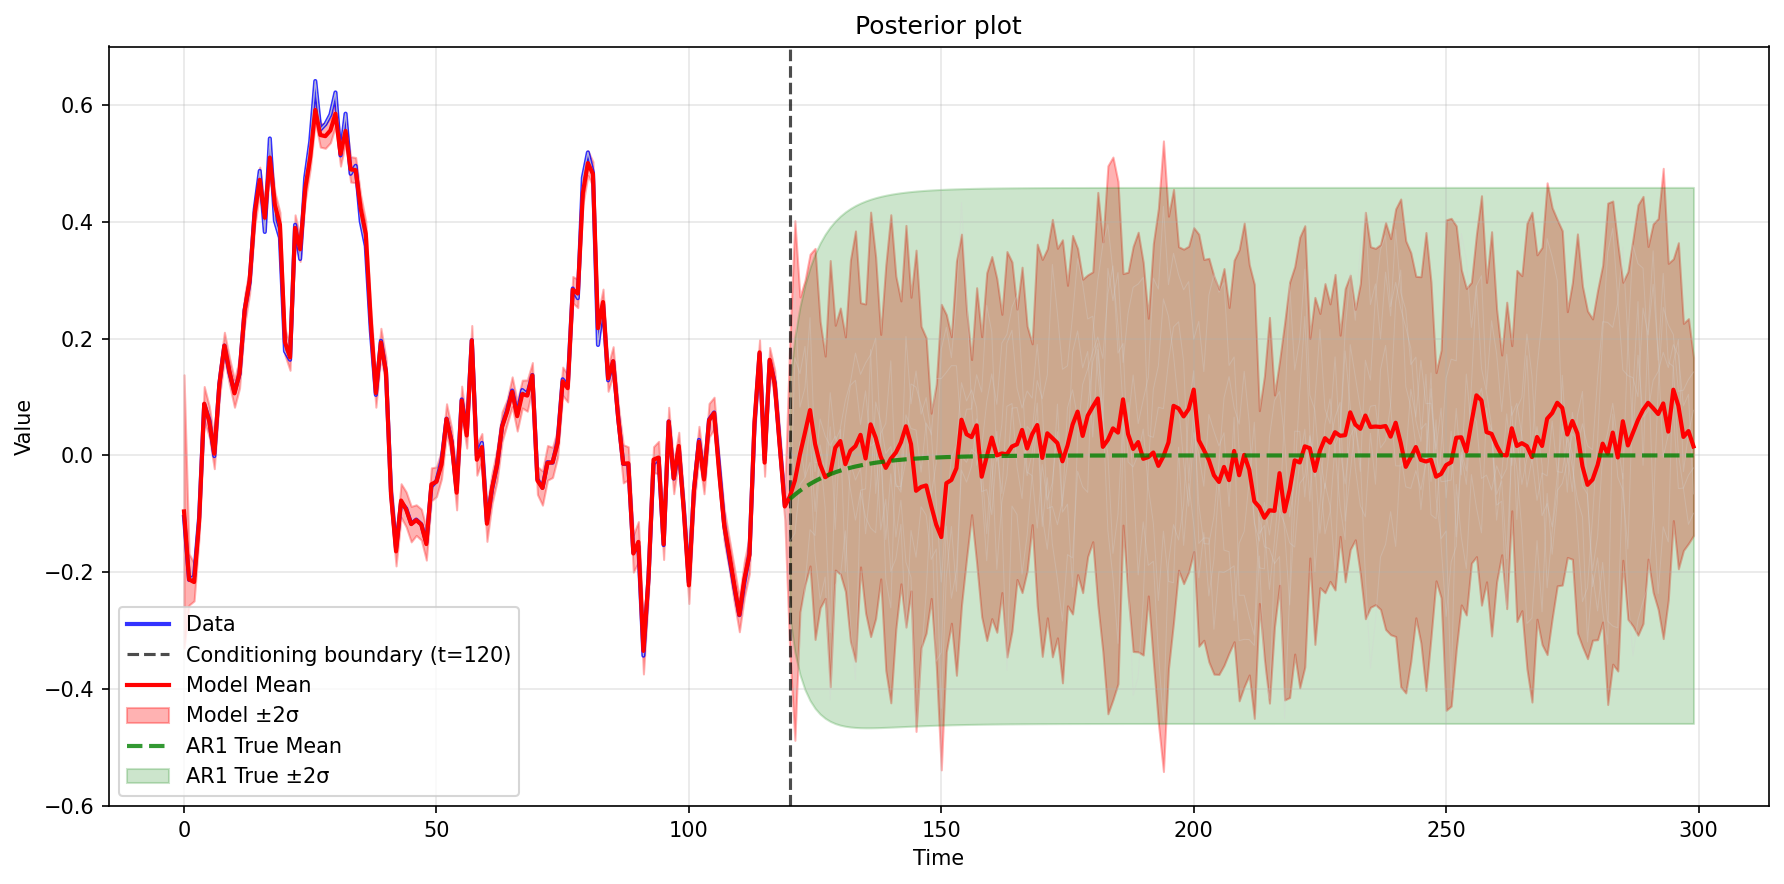 Posterior plot
Value
0.6
0.4
0.2
0.0
−0.2
−0.4
−0.6
Data
Conditioning boundary (t=120)
Model Mean
Model ±2σ
AR1 True Mean
AR1 True ±2σ
0 50 100 150 200 250 300
Time